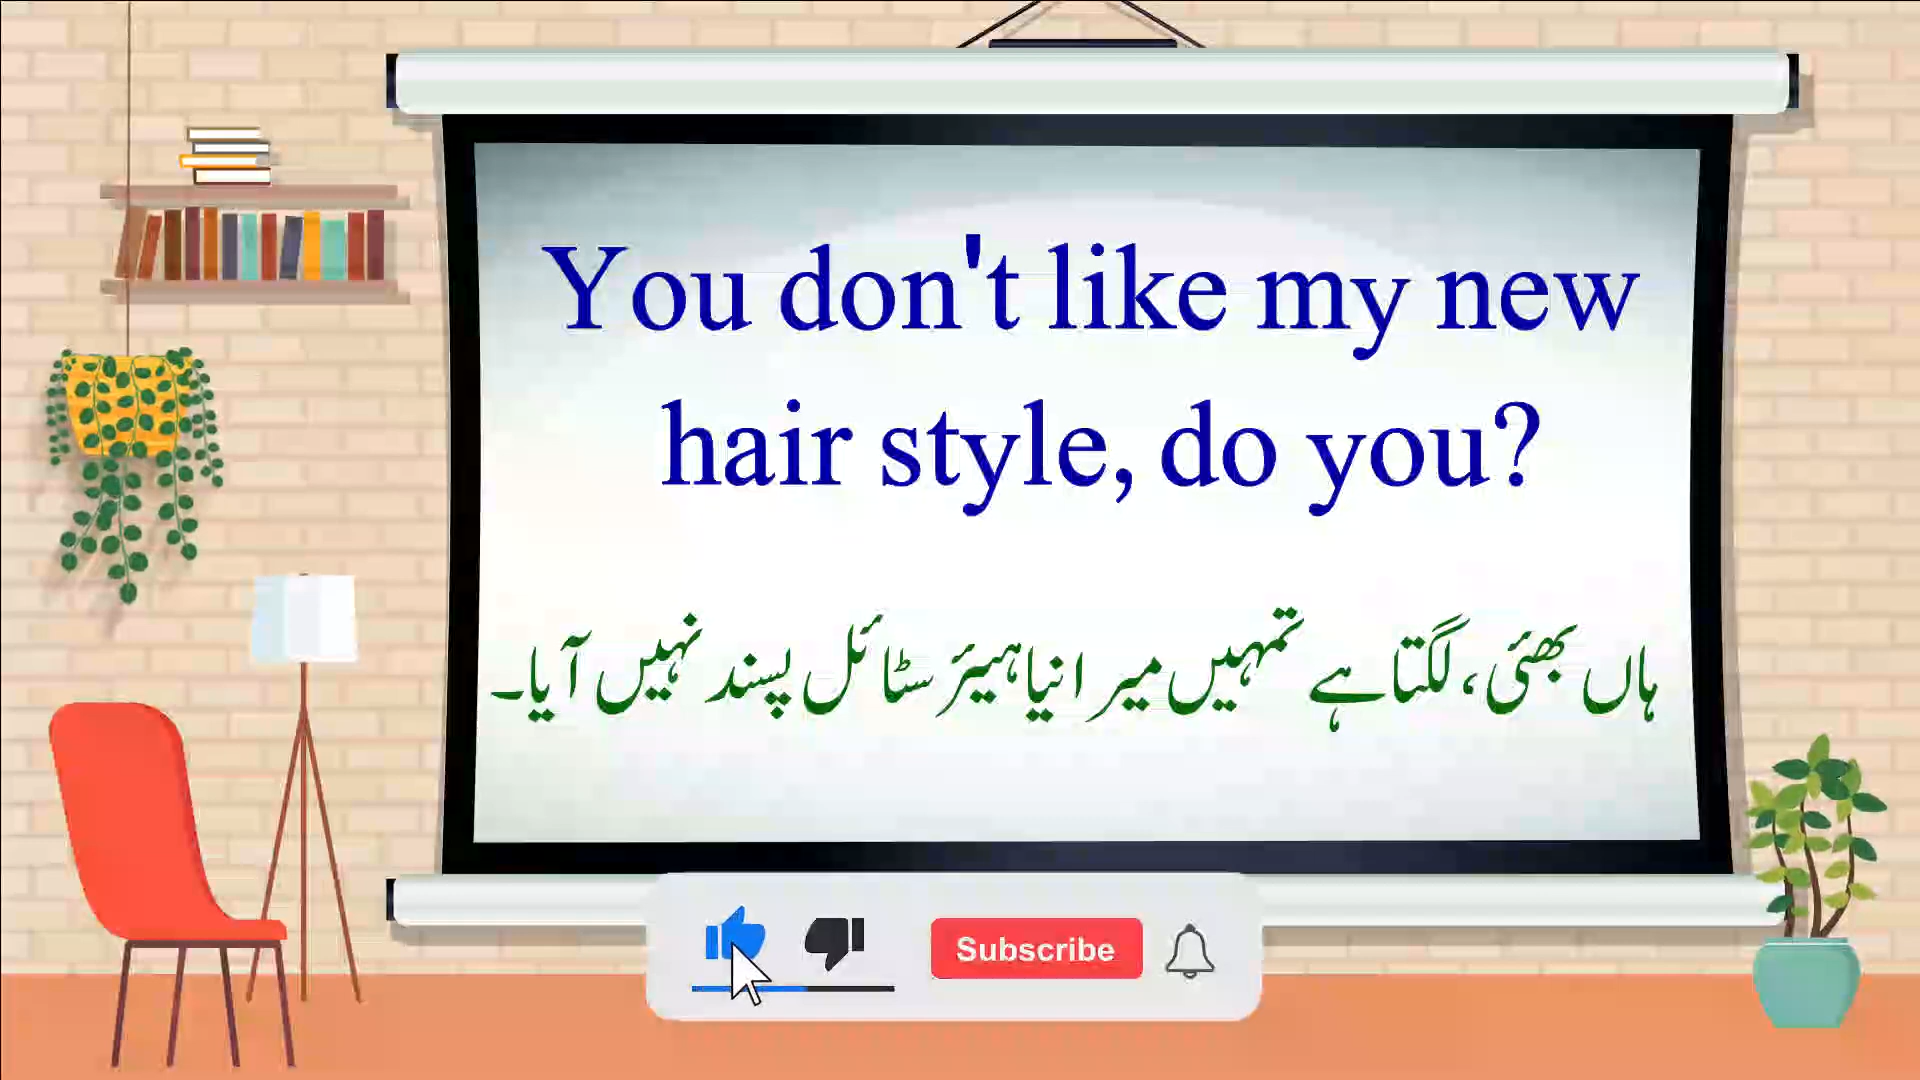 You don't like my new
hair style, do you?
ہاں بھئی، لگتا ہے تمہیں میرا نیا ہیئر سٹائل پسند نہیں آیا۔
Subscribe